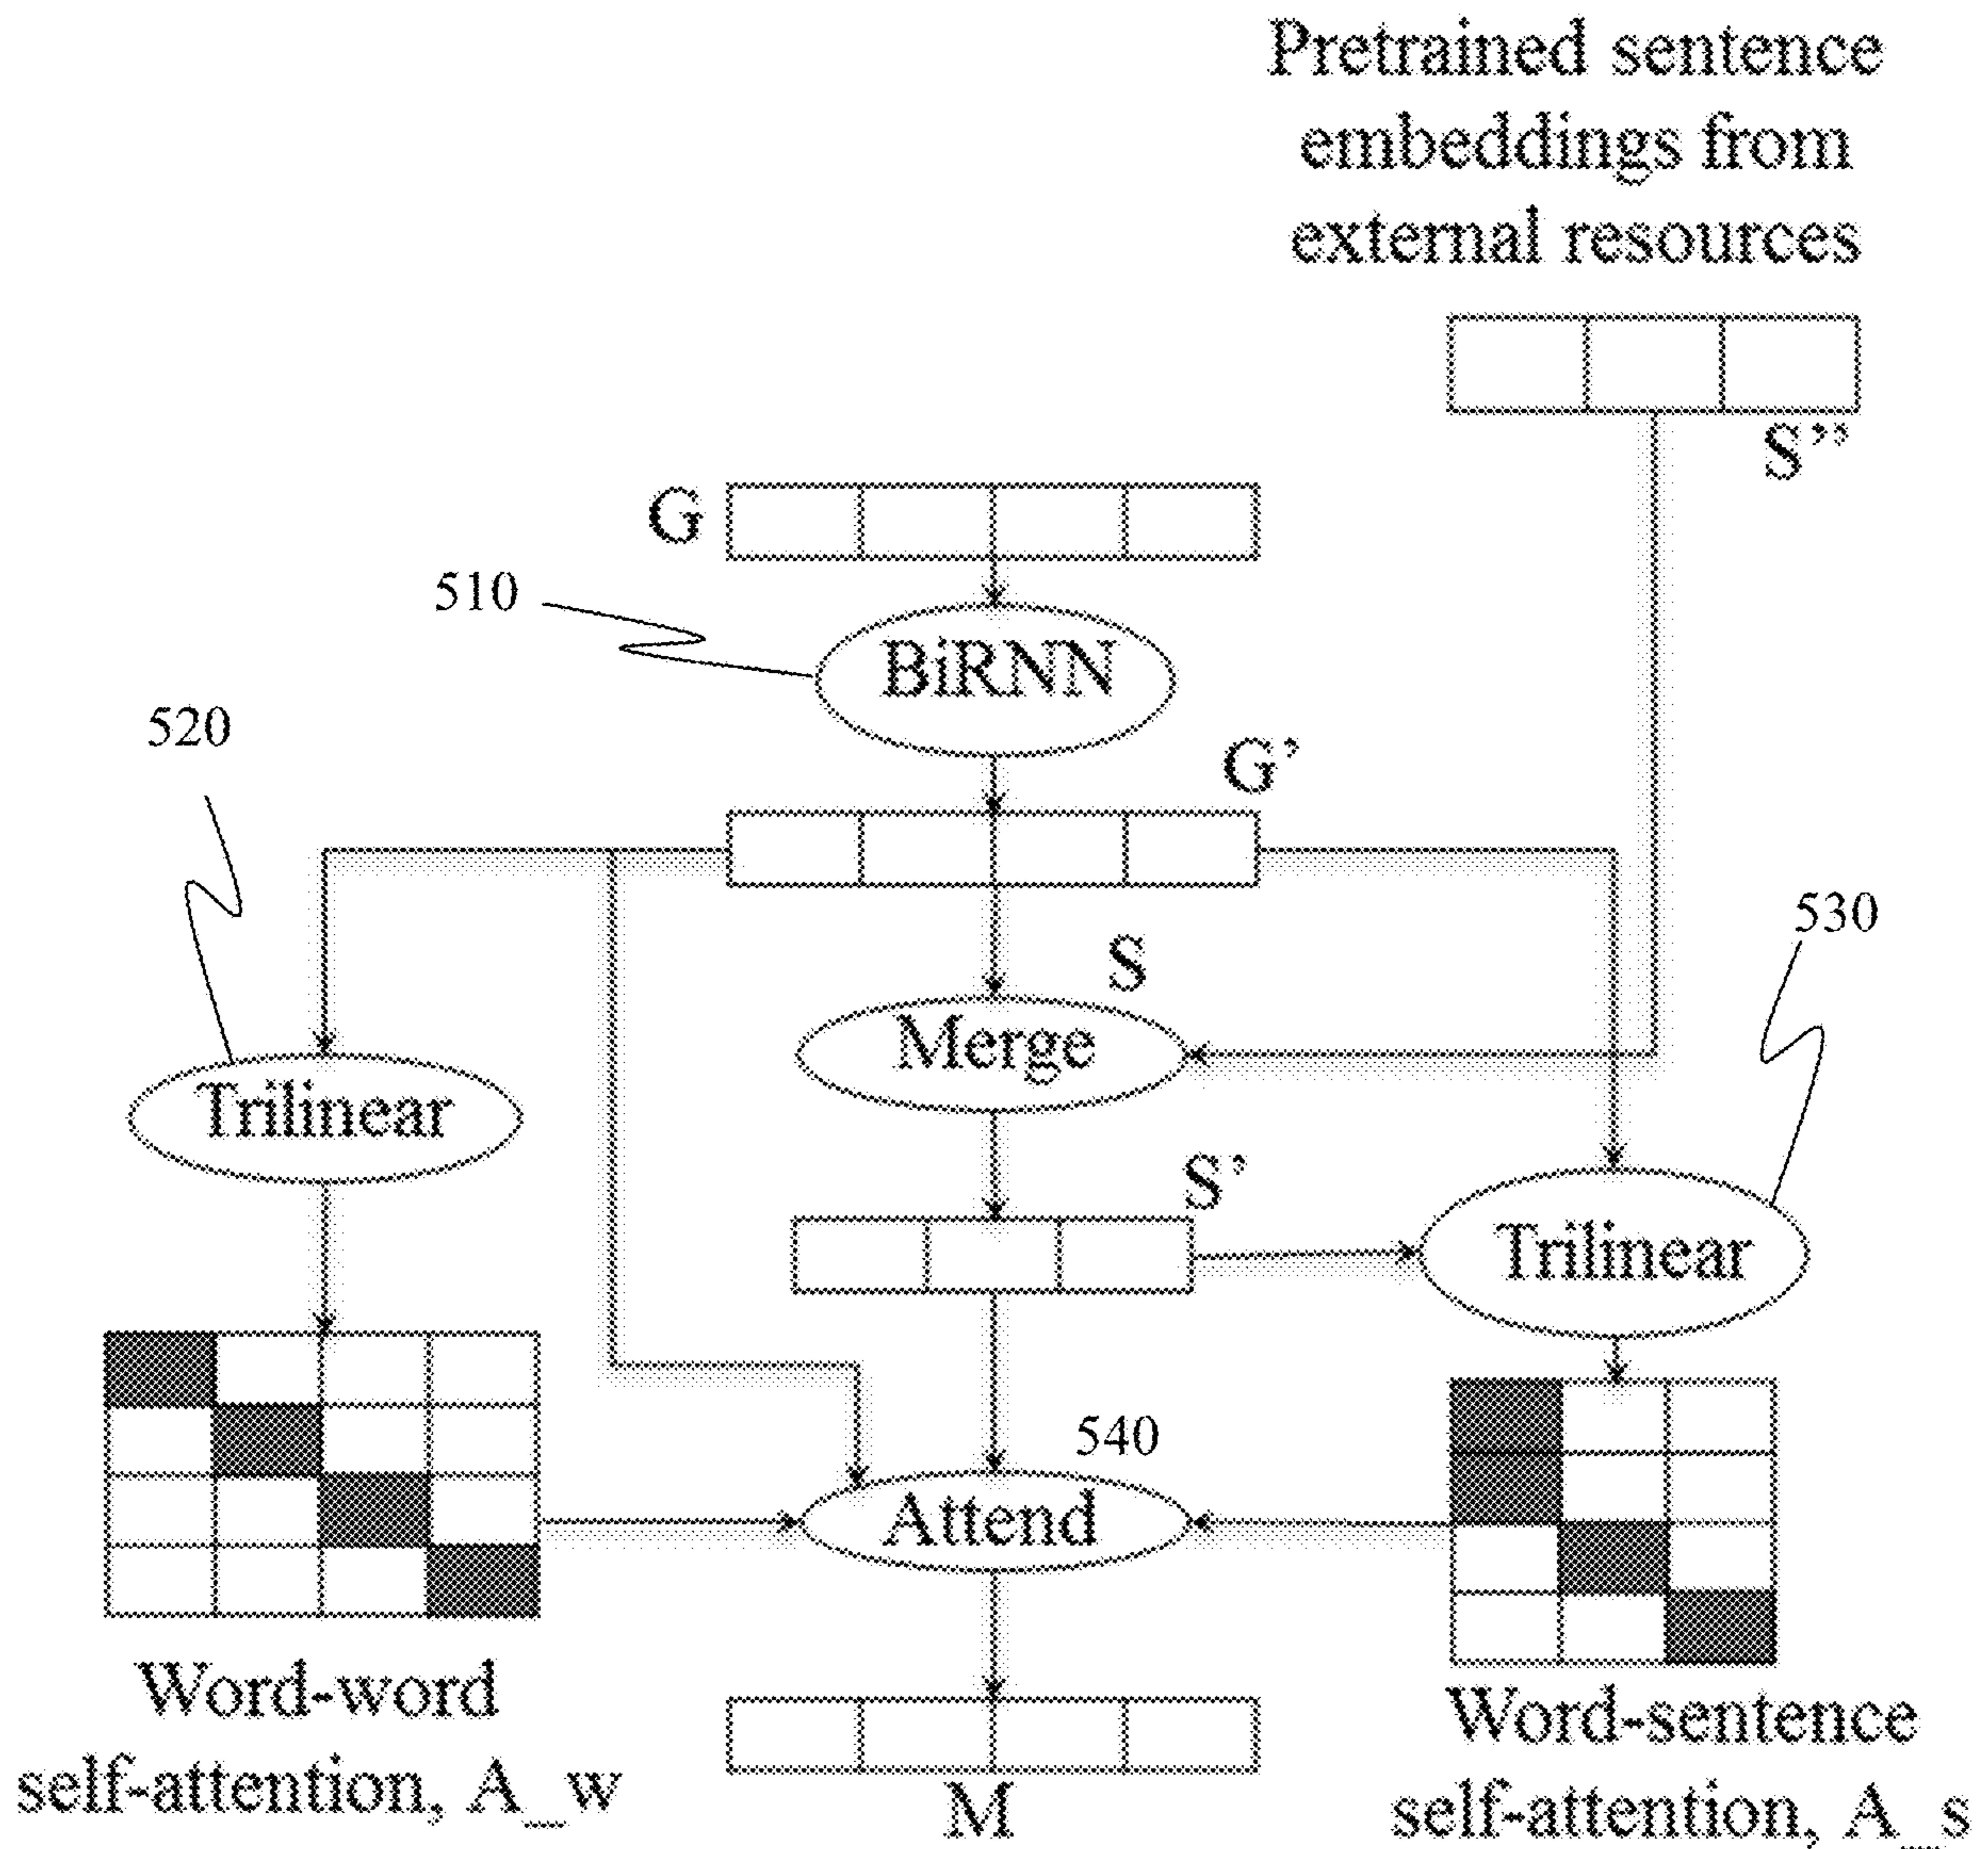 Pretrained sentence
embeddings from
external resources
S’’
G
510
BiRNN
520
G’
530
S
Merge
Trilinear
S’
Trilinear
540
Attend
Word-word
self-attention, A_w
M
Word-sentence
self-attention, A_s